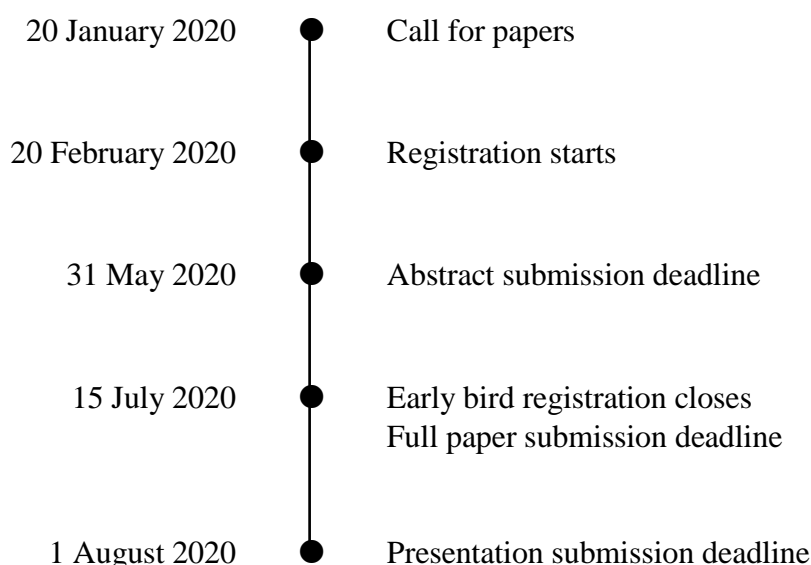 20 January 2020 Call for papers
20 February 2020 Registration starts
31 May 2020 Abstract submission deadline
15 July 2020 Early bird registration closes
Full paper submission deadline
1 August 2020 Presentation submission deadline